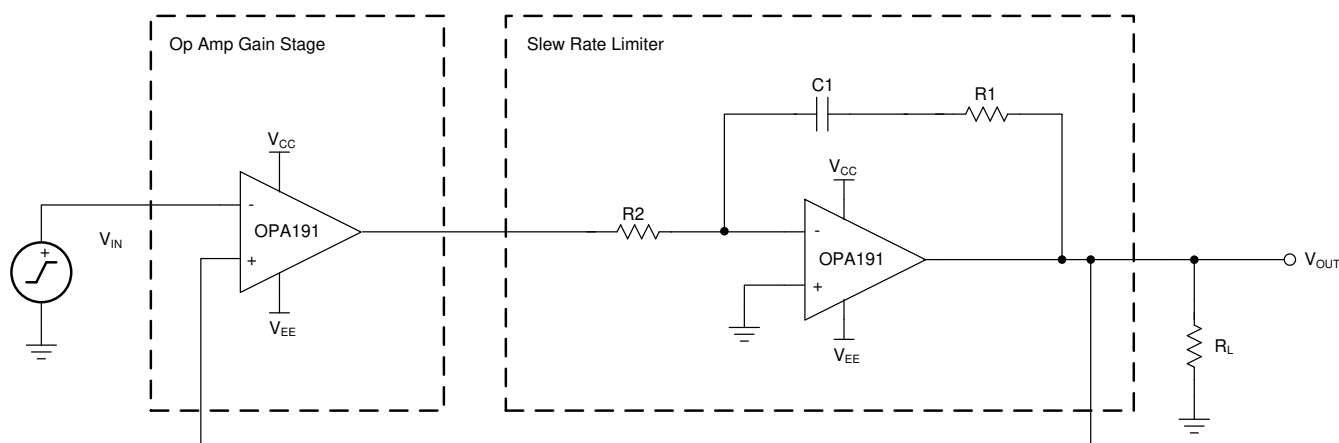 Op Amp Gain Stage
Slew Rate Limiter
C1
R1
VCC
VCC
R2
-
-
VIN
+
OPA191
OPA191
+
+
VOUT
VEE
VEE
RL